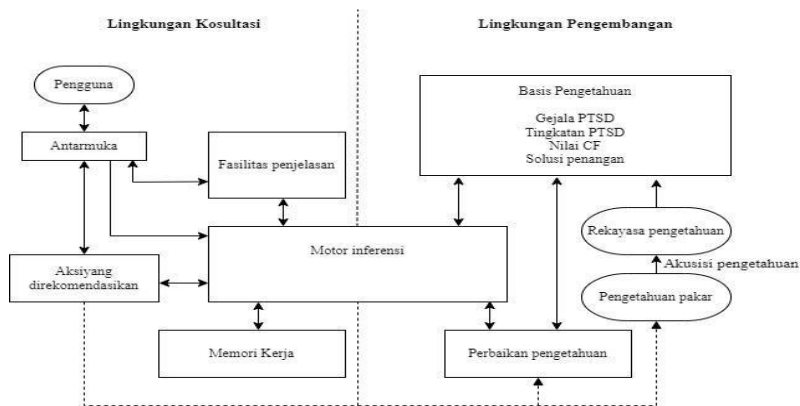 Lingkungan Kosultasi
Lingkungan Pengembangan
Pengguna
Antarmuka
Fasilitas penjelasan
Aksiyang
direkomendasikan
Motor inferensi
Memori Kerja
Basis Pengetahuan
Gejala PTSD
Tingkatan PTSD
Nilai CF
Solusi penangan
Rekayasa pengetahuan
Akusisi pengetahuan
Pengetahuan pakar
Perbaikan pengetahuan